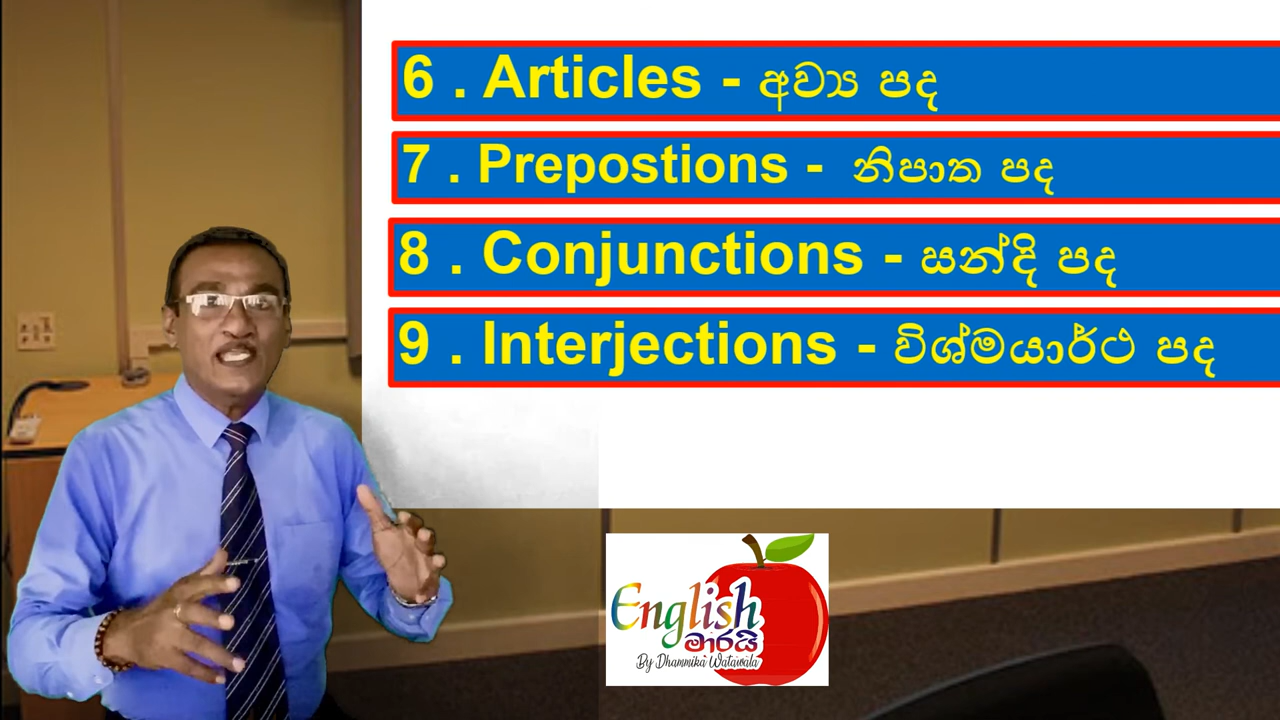 6 . Articles - අව්‍ය පද
7 . Prepostions - නිපාත පද
8 . Conjunctions - සන්දි පද
9 . Interjections - විශ්මයාර්ථ පද
English
මාරයි
By Dhammika Watawala